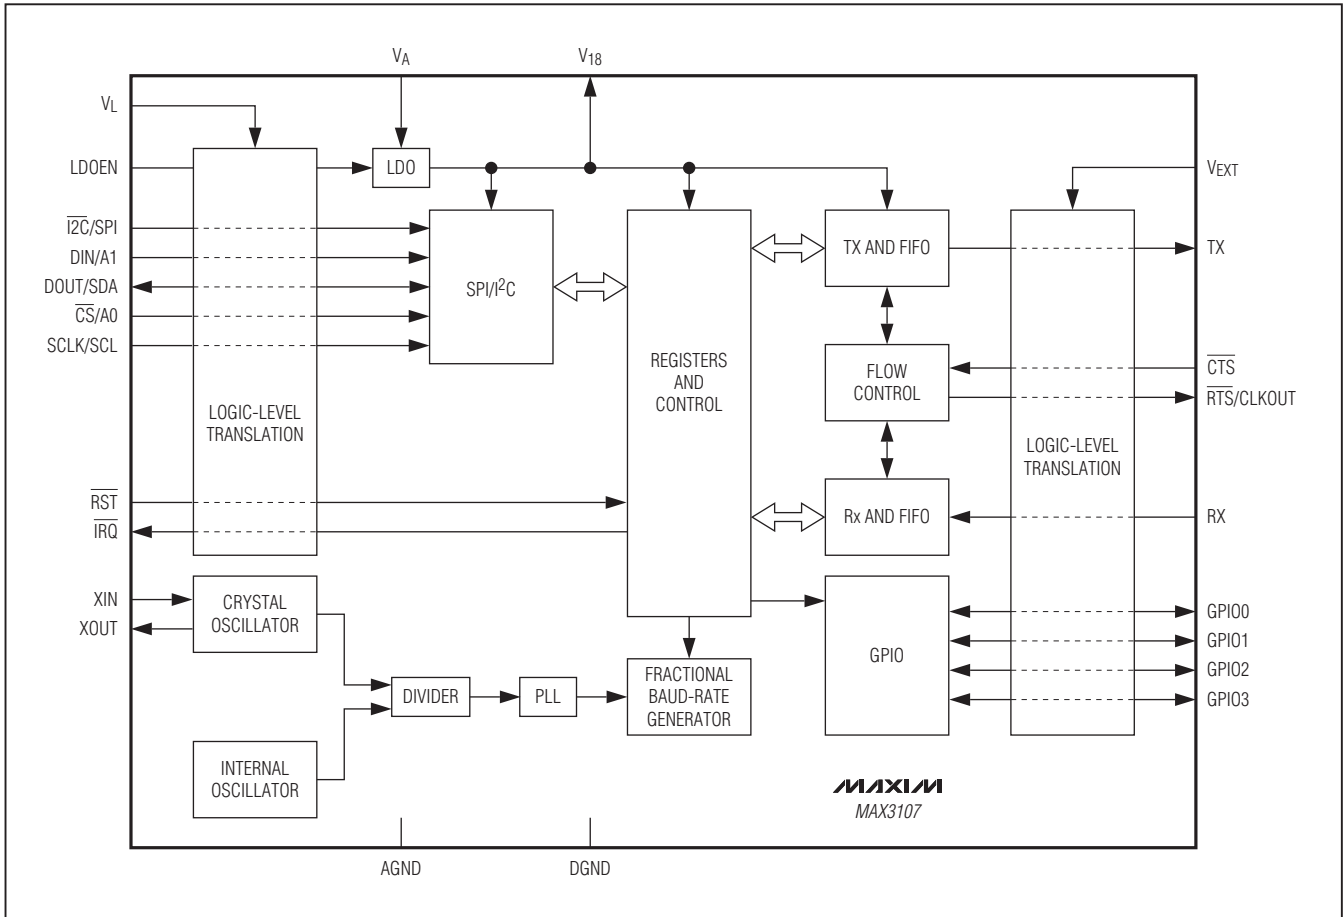 VA
V18
VL
LDOEN
LDO
VEXT
I2C/SPI
DIN/A1
DOUT/SDA
CS/A0
SCLK/SCL
SPI/I²C
TX AND FIFO
TX
REGISTERS
AND
CONTROL
FLOW
CONTROL
CTS
RTS/CLKOUT
LOGIC-LEVEL
TRANSLATION
LOGIC-LEVEL
TRANSLATION
RST
IRQ
Rx AND FIFO
RX
XIN
XOUT
CRYSTAL
OSCILLATOR
GPIO
GPIO0
GPIO1
GPIO2
GPIO3
DIVIDER
PLL
FRACTIONAL
BAUD-RATE
GENERATOR
INTERNAL
OSCILLATOR
MAXIM
MAX3107
AGND
DGND